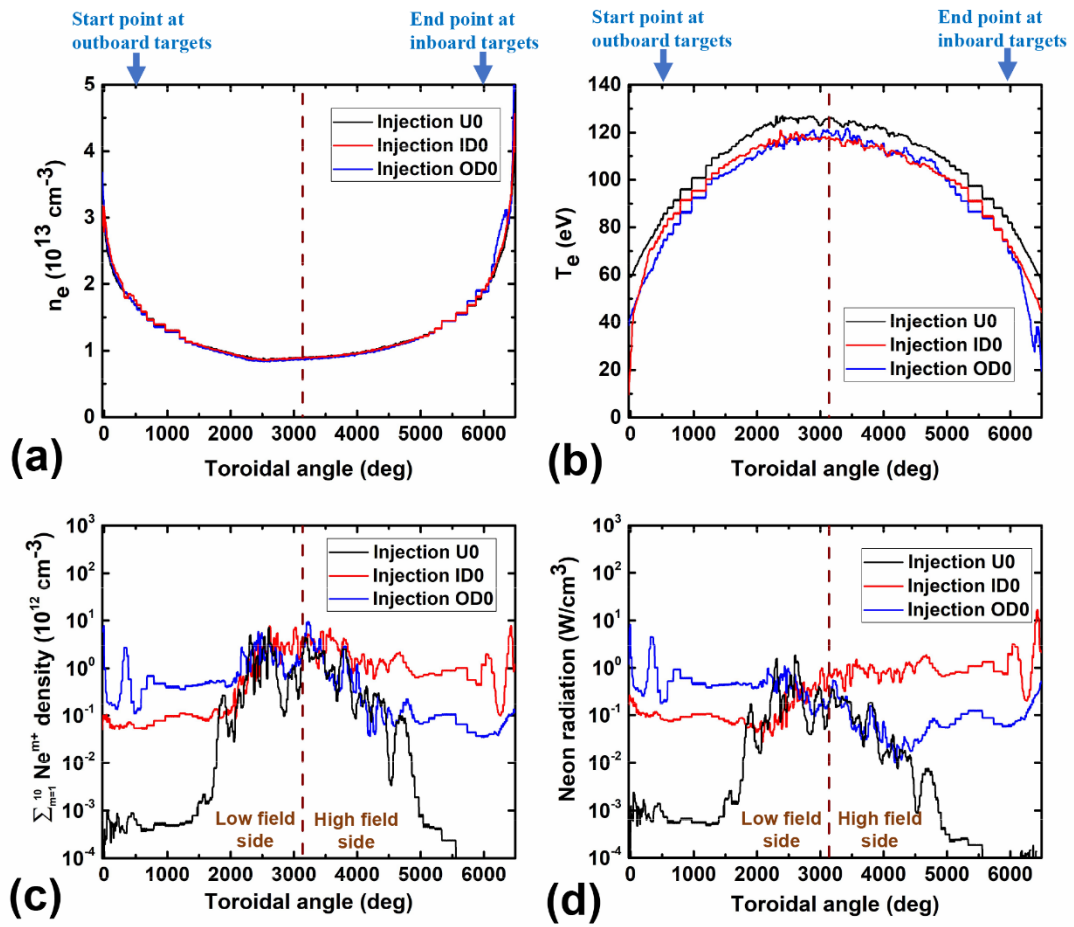 Start point at
outboard targets
End point at
inboard targets
Start point at
outboard targets
End point at
inboard targets
5
4
3
2
1
0
n_e (10^13 cm^-3)
Injection U0
Injection ID0
Injection OD0
0 1000 2000 3000 4000 5000 6000
Toroidal angle (deg)
(a)
140
120
100
80
60
40
20
0
T_e (eV)
Injection U0
Injection ID0
Injection OD0
0 1000 2000 3000 4000 5000 6000
Toroidal angle (deg)
(b)
10^3
10^2
10^1
10^0
10^-1
10^-2
10^-3
10^-4
Σ_{m=1}^{10} Ne^{m+} density (10^12 cm^-3)
Injection U0
Injection ID0
Injection OD0
Low field
side
High field
side
0 1000 2000 3000 4000 5000 6000
Toroidal angle (deg)
(c)
10^3
10^2
10^1
10^0
10^-1
10^-2
10^-3
10^-4
Neon radiation (W/cm^3)
Injection U0
Injection ID0
Injection OD0
Low field
side
High field
side
0 1000 2000 3000 4000 5000 6000
Toroidal angle (deg)
(d)